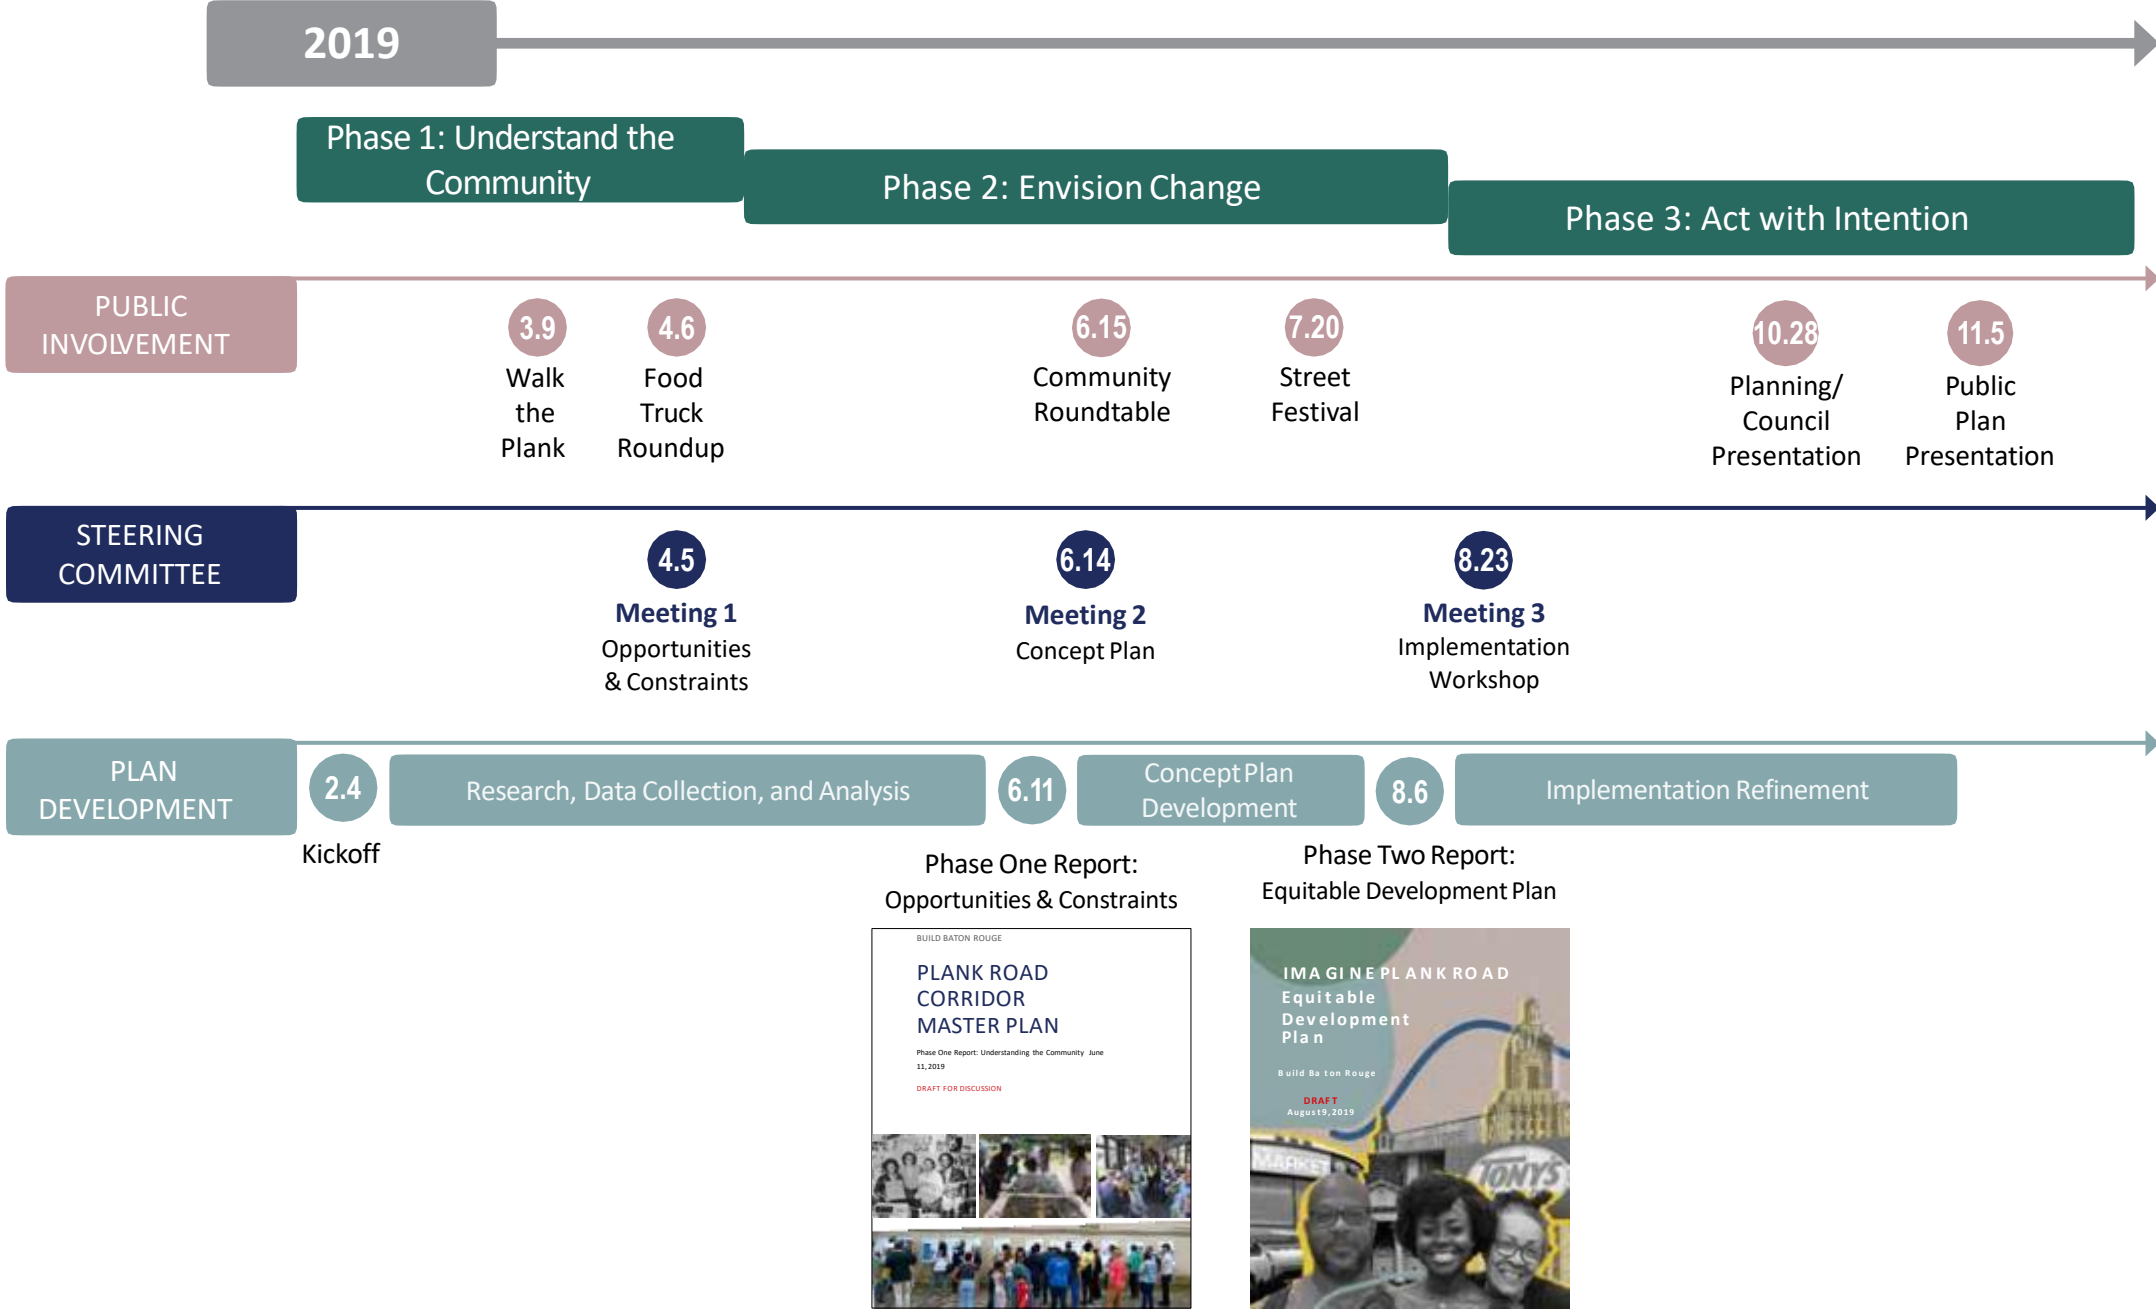 2019
Phase 1: Understand the
Community
Phase 2: Envision Change
Phase 3: Act with Intention
PUBLIC
INVOLVEMENT
3.9
Walk
the
Plank
4.6
Food
Truck
Roundup
6.15
Community
Roundtable
7.20
Street
Festival
10.28
Planning/
Council
Presentation
11.5
Public
Plan
Presentation
STEERING
COMMITTEE
4.5
Meeting 1
Opportunities
& Constraints
6.14
Meeting 2
Concept Plan
8.23
Meeting 3
Implementation
Workshop
PLAN
DEVELOPMENT
2.4
Kickoff
Research, Data Collection, and Analysis
6.11
Concept Plan
Development
8.6
Implementation Refinement
Phase One Report:
Opportunities & Constraints
BUILD BATON ROUGE
PLANK ROAD
CORRIDOR
MASTER PLAN
Phase One Report: Understanding the Community June
11, 2019
DRAFT FOR DISCUSSION
Phase Two Report:
Equitable Development Plan
IMAGINE PLANK ROAD
Equitable
Development
Plan
Build Baton Rouge
DRAFT
August 9, 2019
MARKET
TONY'S